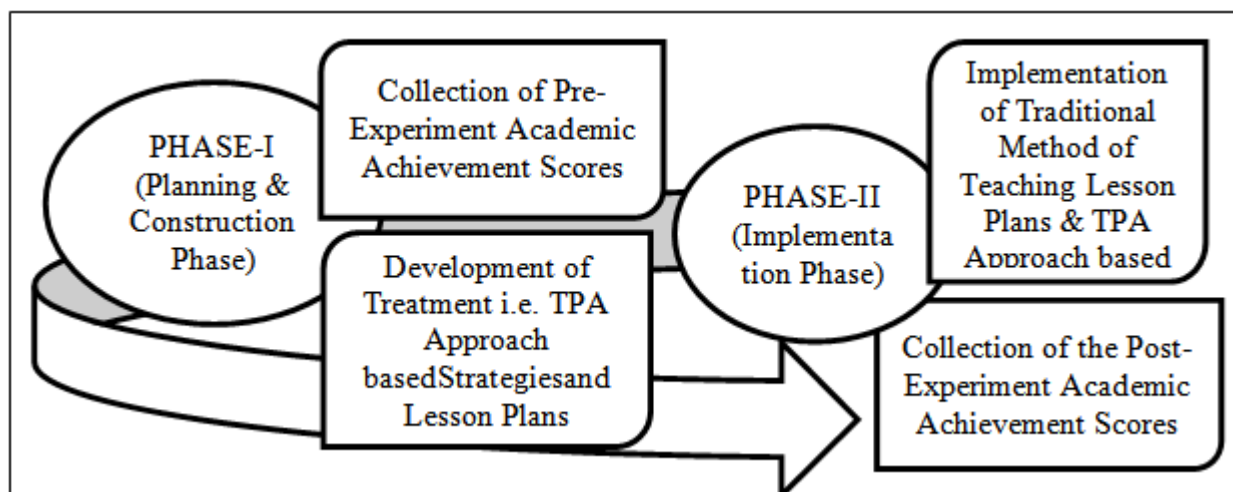 PHASE-I
(Planning &
Construction
Phase)
Collection of Pre-
Experiment Academic
Achievement Scores
Development of
Treatment i.e. TPA
Approach
basedStrategiesand
Lesson Plans
PHASE-II
(Implementa
tion Phase)
Implementation
of Traditional
Method of
Teaching Lesson
Plans & TPA
Approach based
Collection of the Post-
Experiment Academic
Achievement Scores